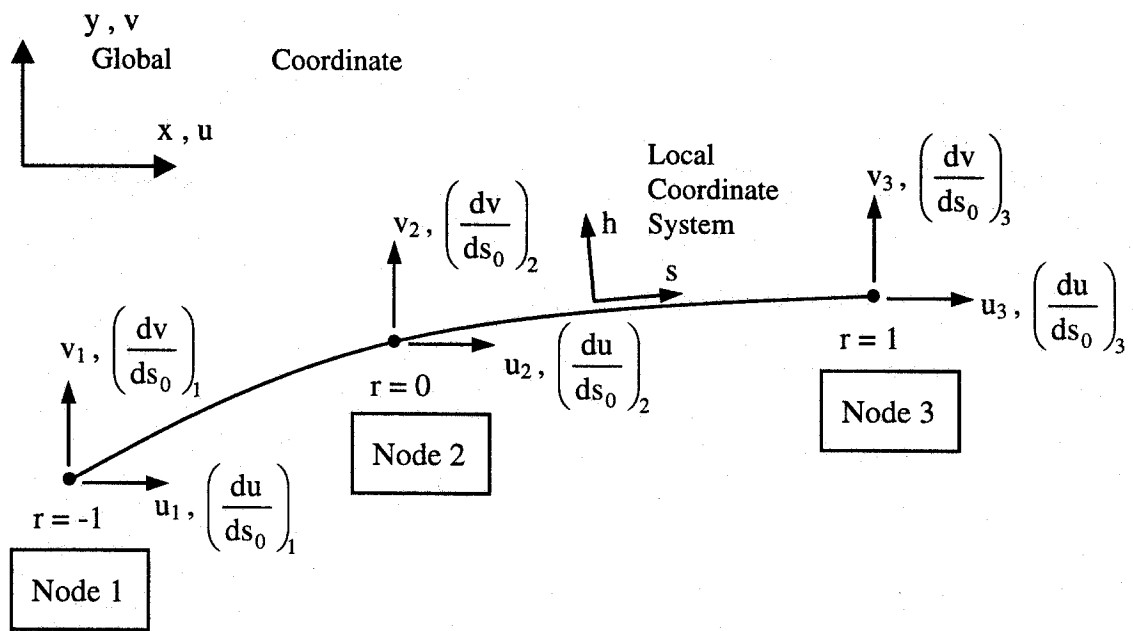 y , v
Global Coordinate
x , u
Local
Coordinate
System
h
s
v₃ , (dv/ds₀)₃
v₂ , (dv/ds₀)₂
u₃ , (du/ds₀)₃
v₁ , (dv/ds₀)₁
u₂ , (du/ds₀)₂
r = 1
r = 0
Node 3
Node 2
u₁ , (du/ds₀)₁
r = -1
Node 1